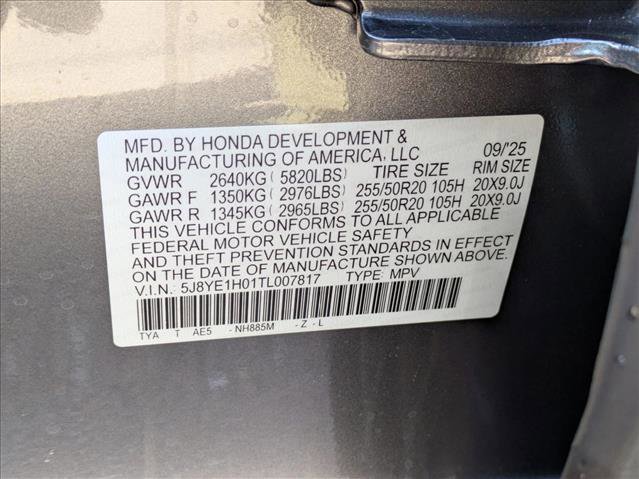 MFD. BY HONDA DEVELOPMENT &
MANUFACTURING OF AMERICA, LLC 09/'25
GVWR 2640KG( 5820LBS) TIRE SIZE RIM SIZE
GAWR F 1350KG( 2976LBS) 255/50R20 105H 20X9.0J
GAWR R 1345KG( 2965LBS) 255/50R20 105H 20X9.0J
THIS VEHICLE CONFORMS TO ALL APPLICABLE
FEDERAL MOTOR VEHICLE SAFETY
AND THEFT PREVENTION STANDARDS IN EFFECT
ON THE DATE OF MANUFACTURE SHOWN ABOVE.
V.I.N. 5J8YE1H01TL007817 TYPE: MPV
TYA T AE5 - NH885M - Z - L